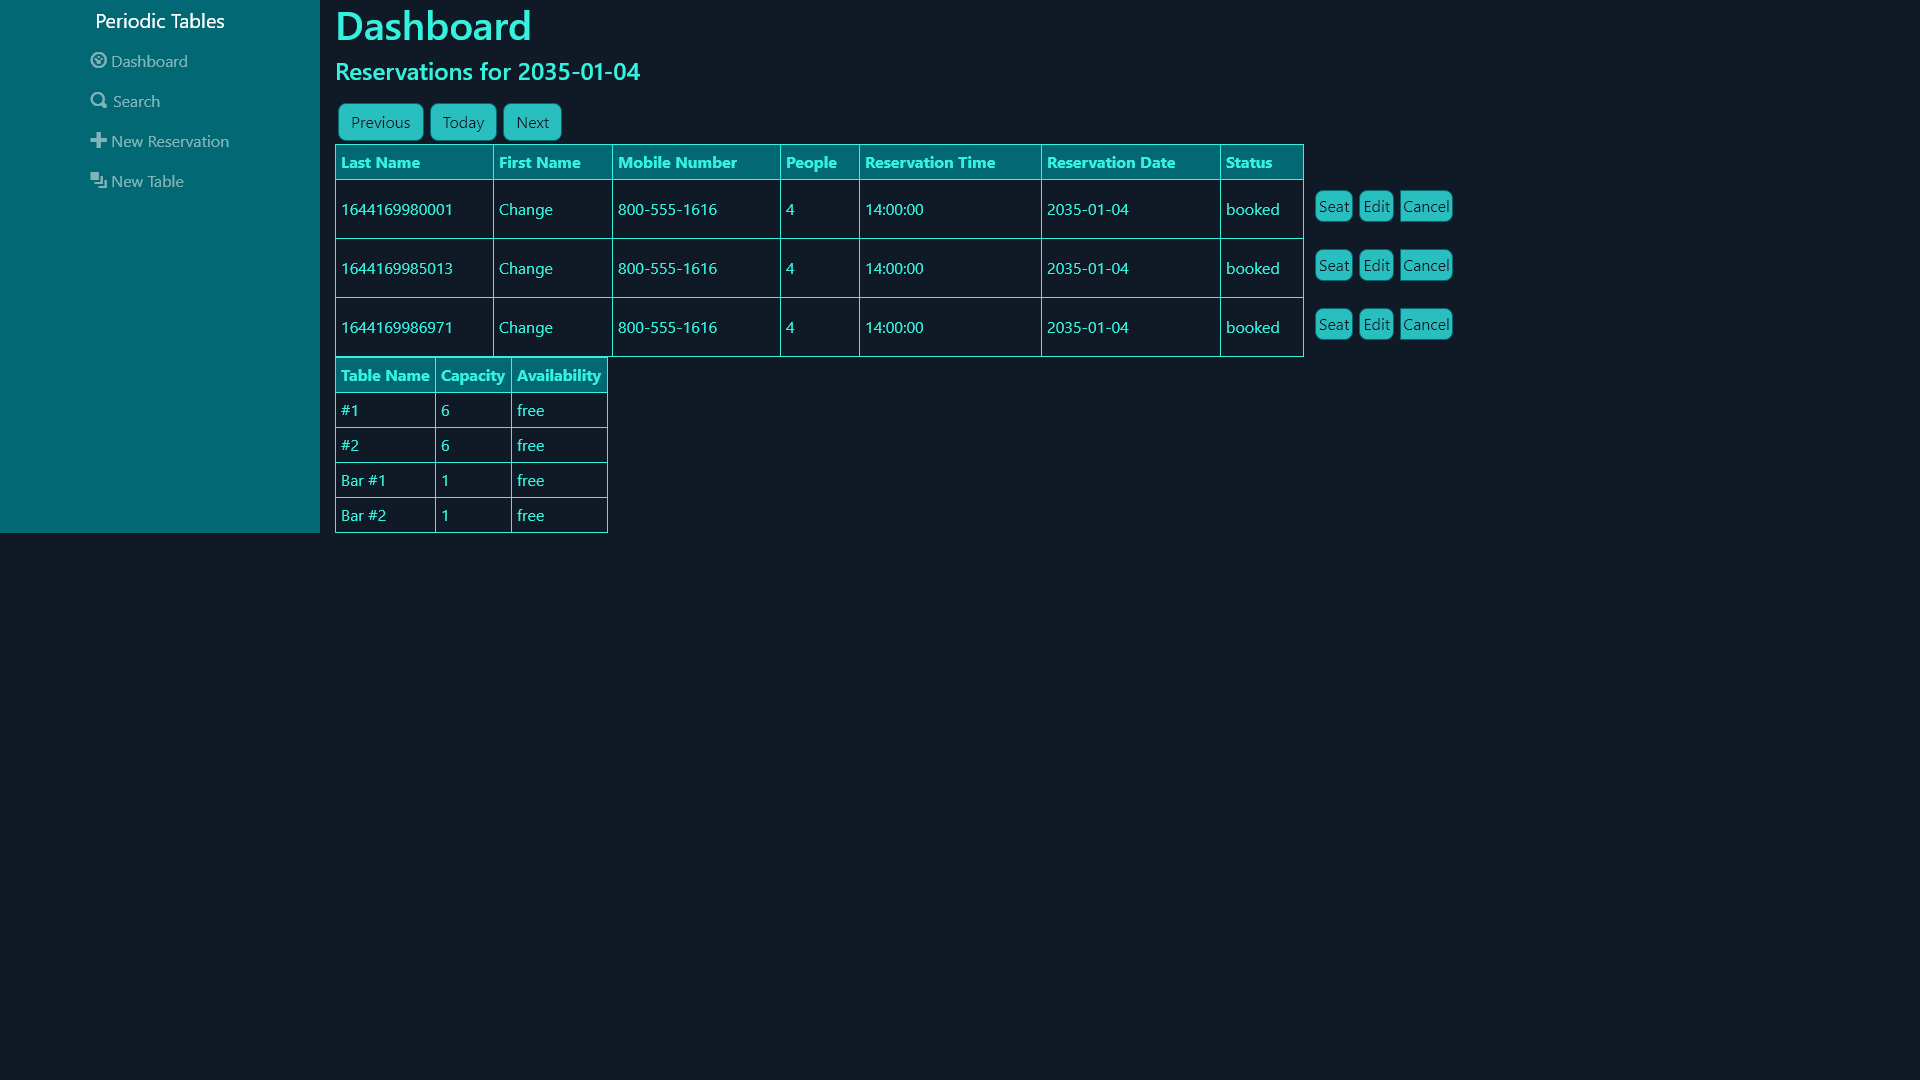 Periodic Tables
Dashboard
Search
New Reservation
New Table
Dashboard
Reservations for 2035-01-04
Previous Today Next
Last Name First Name Mobile Number People Reservation Time Reservation Date Status
1644169980001 Change 800-555-1616 4 14:00:00 2035-01-04 booked Seat Edit Cancel
1644169985013 Change 800-555-1616 4 14:00:00 2035-01-04 booked Seat Edit Cancel
1644169986971 Change 800-555-1616 4 14:00:00 2035-01-04 booked Seat Edit Cancel
Table Name Capacity Availability
#1 6 free
#2 6 free
Bar #1 1 free
Bar #2 1 free